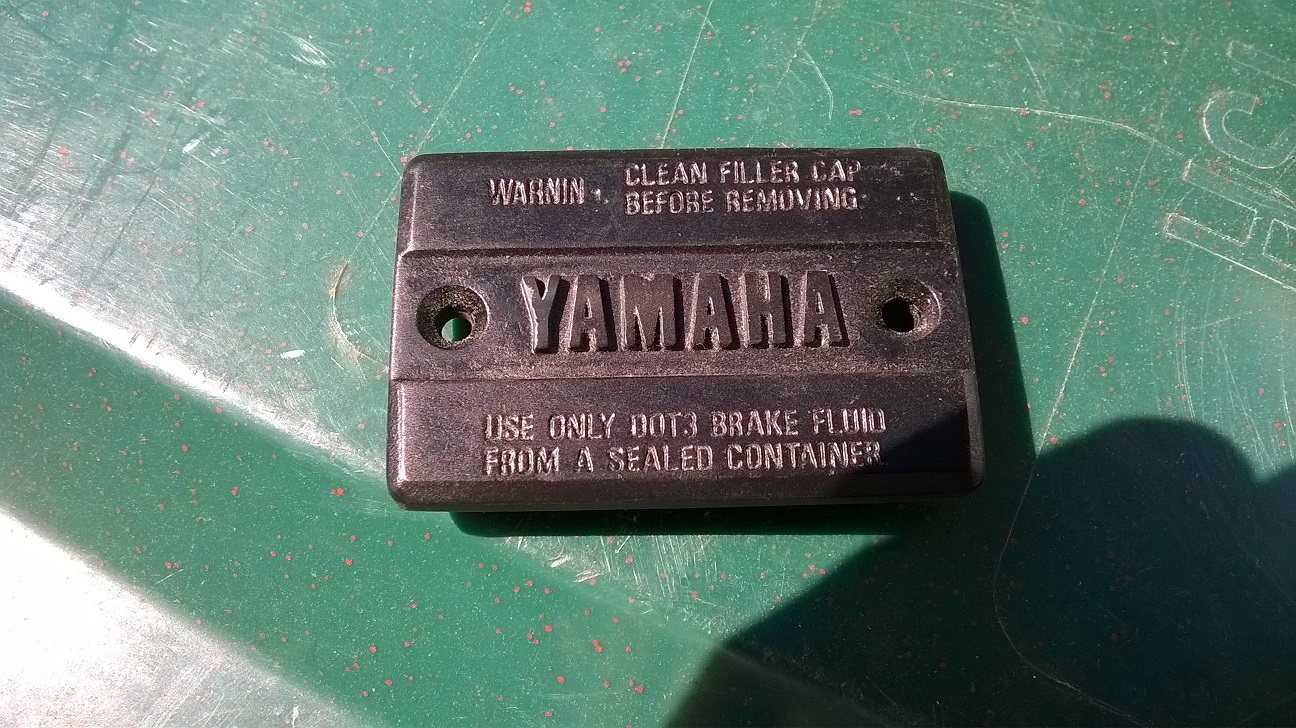 WARNIN CLEAN FILLER CAP
BEFORE REMOVING
YAMAHA
USE ONLY DOT3 BRAKE FLUID
FROM A SEALED CONTAINER